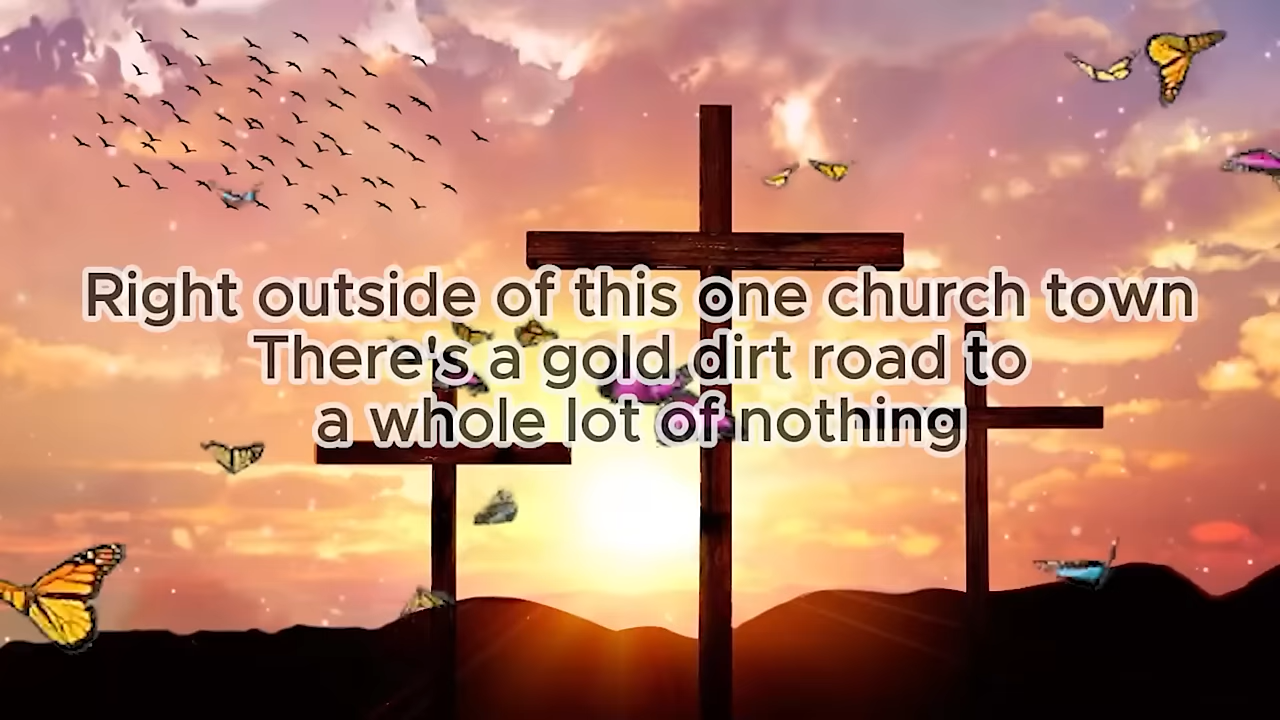 Right outside of this one church town
There's a gold dirt road to
a whole lot of nothing